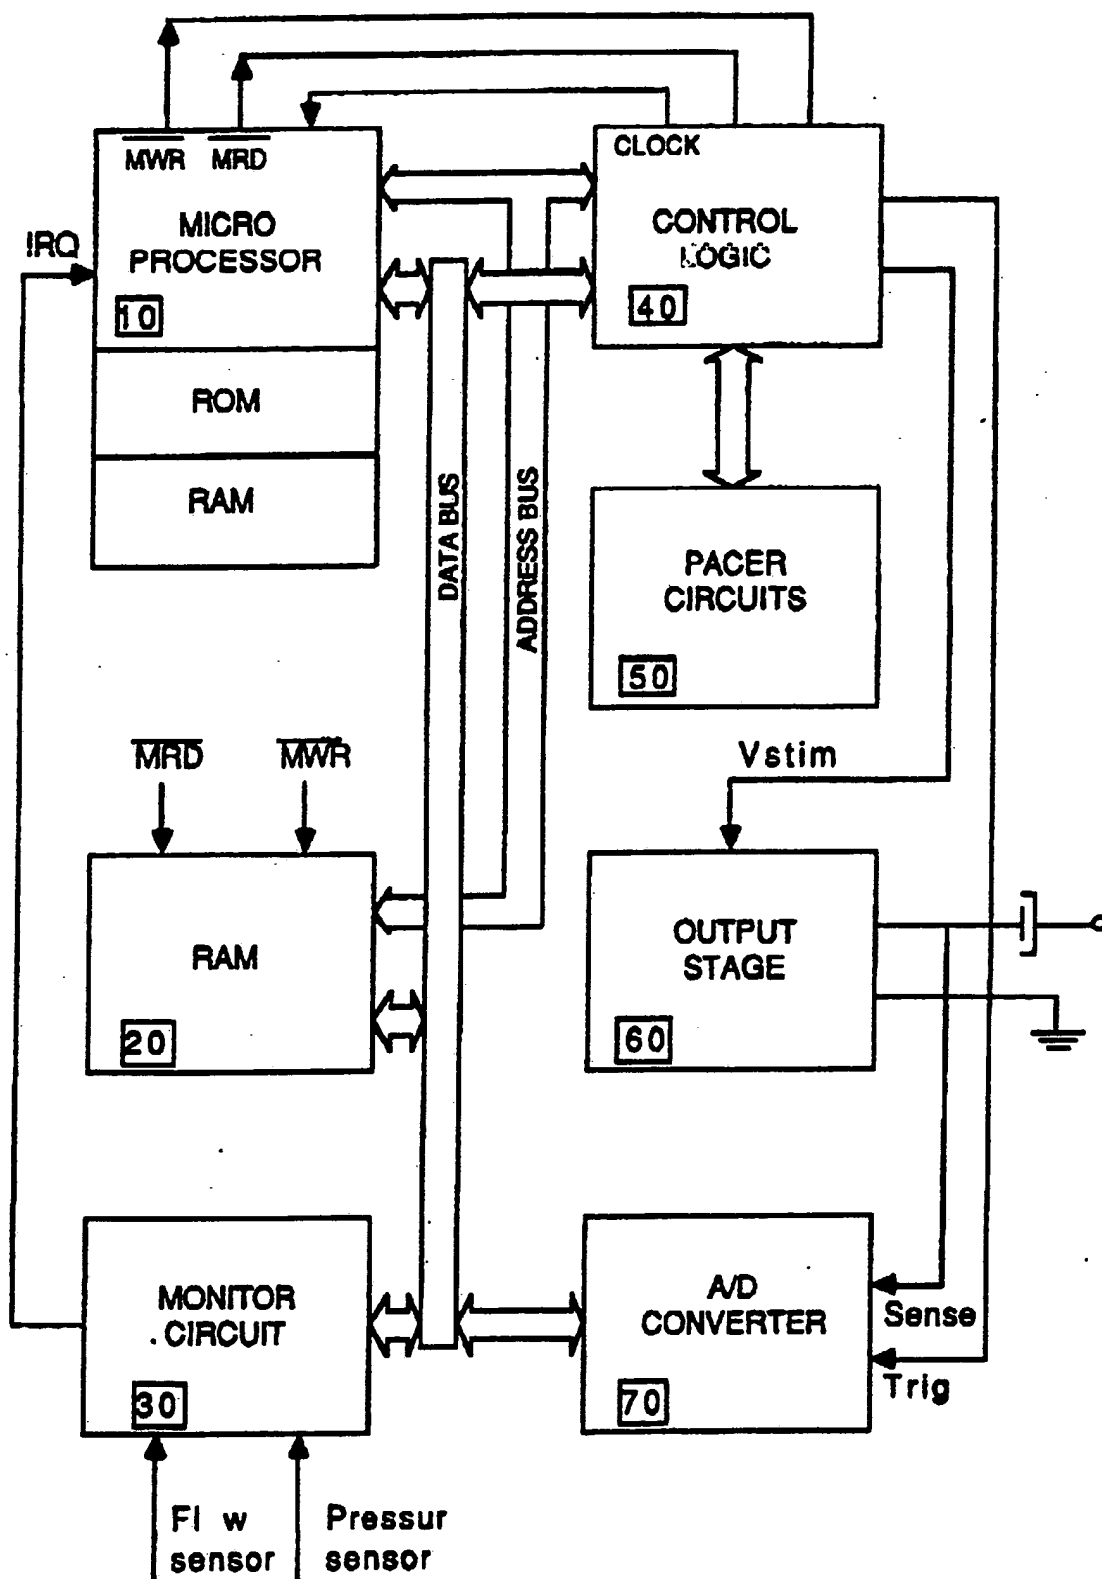 MWR MRD
CLOCK
IRQ
MICRO
PROCESSOR
10
ROM
RAM
CONTROL
LOGIC
40
DATA BUS
ADDRESS BUS
PACER
CIRCUITS
50
MRD MWR
Vstim
RAM
20
OUTPUT
STAGE
60
MONITOR
CIRCUIT
30
A/D
CONVERTER
70
Sense
Trig
Fl w
sensor
Pressur
sensor